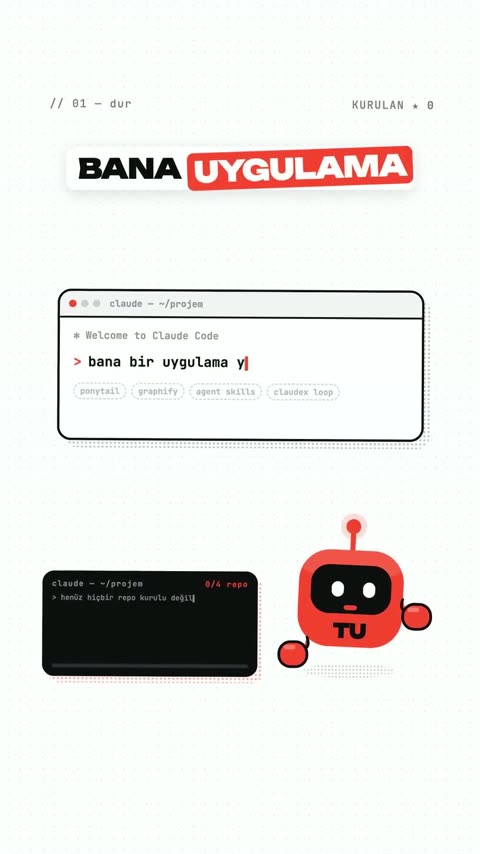 // 01 — dur
KURULAN ★ 0
BANA UYGULAMA
claude — ~/projem
✻ Welcome to Claude Code
> bana bir uygulama y
ponytail graphify agent skills claudex loop
claude — ~/projem 0/4 repo
> henüz hiçbir repo kurulu değil
TU